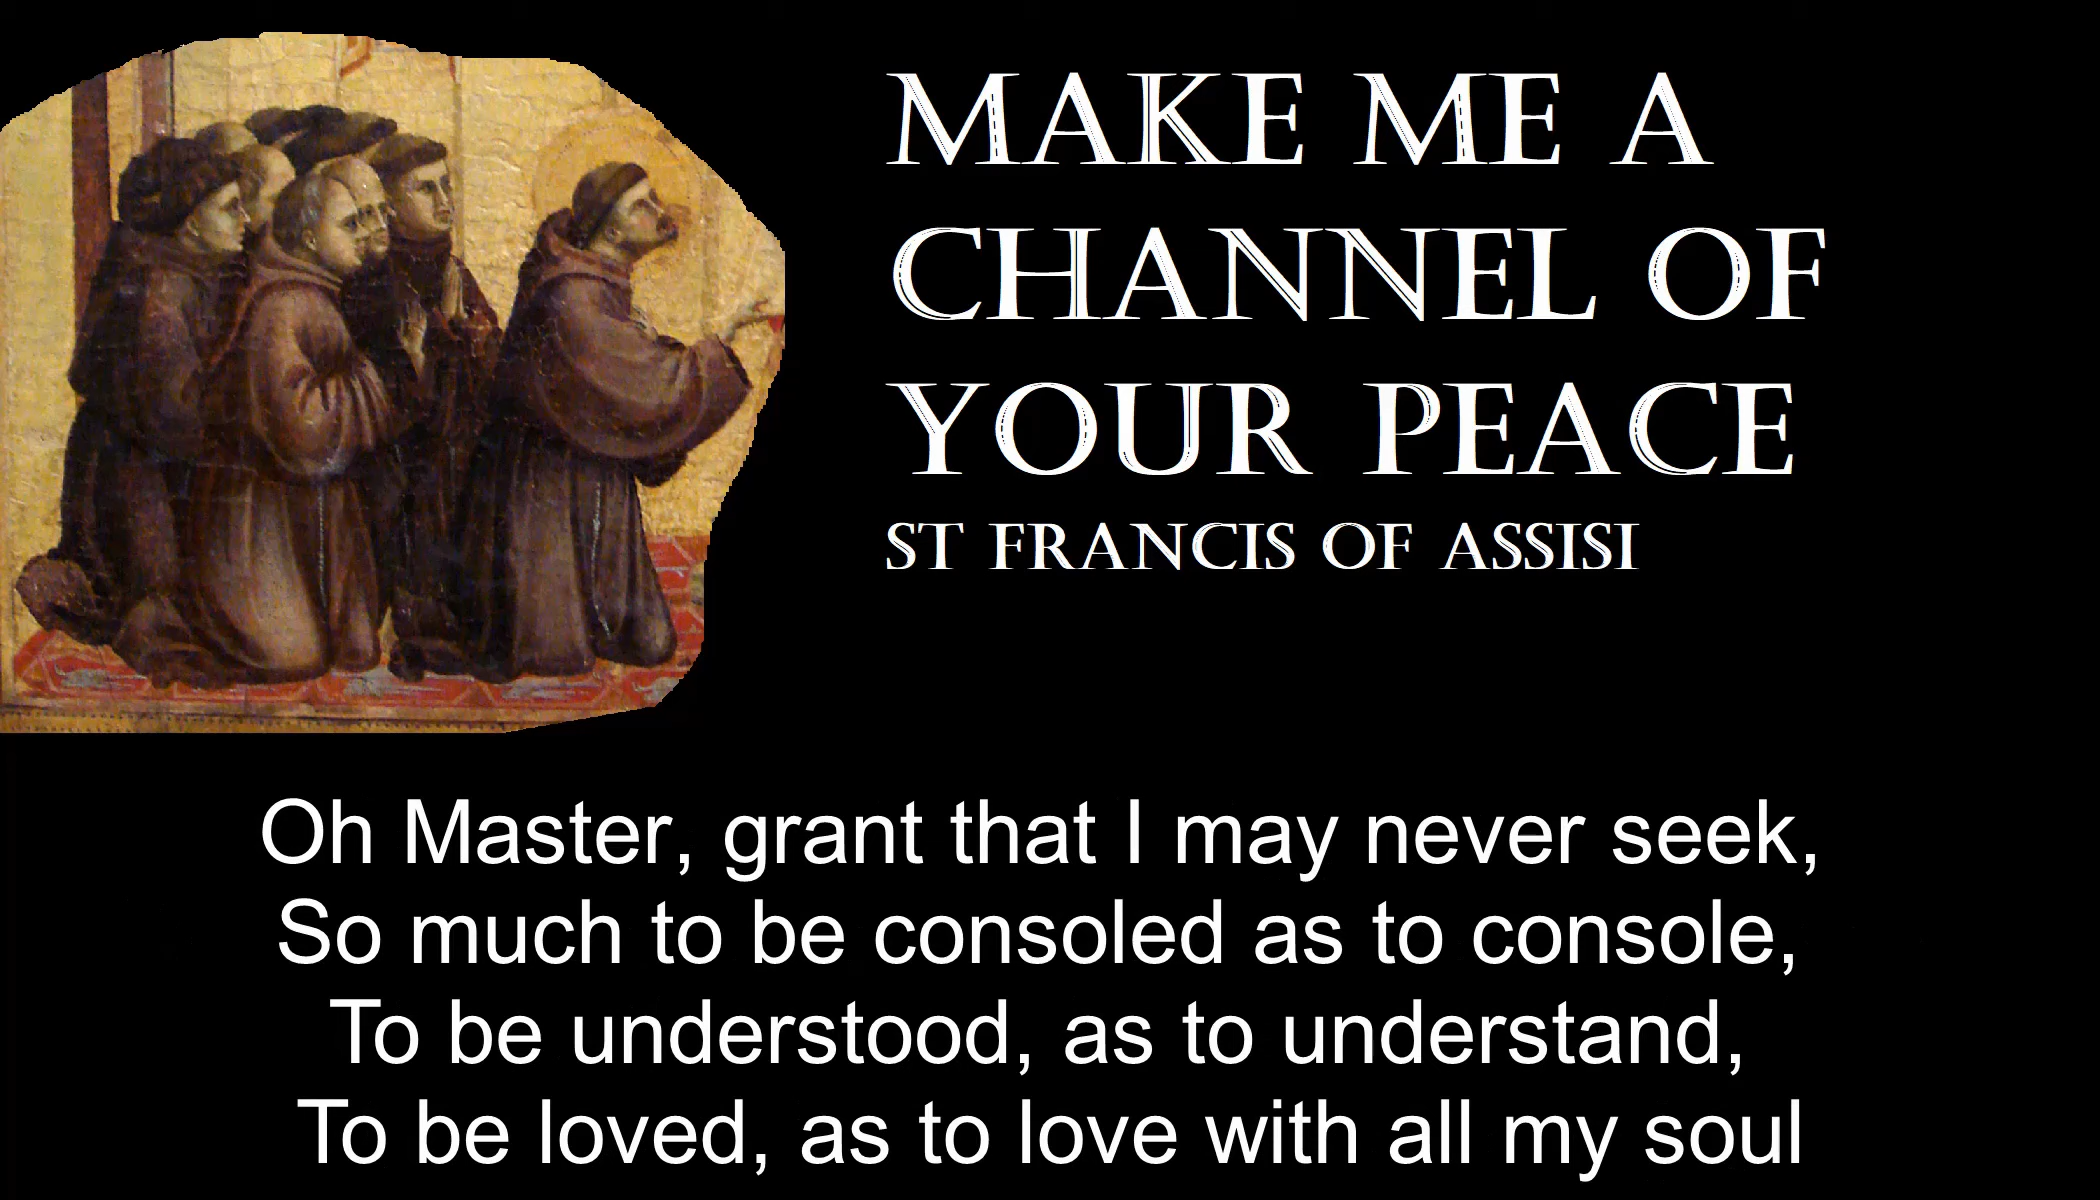 MAKE ME A
CHANNEL OF
YOUR PEACE
ST FRANCIS OF ASSISI
Oh Master, grant that I may never seek,
So much to be consoled as to console,
To be understood, as to understand,
To be loved, as to love with all my soul